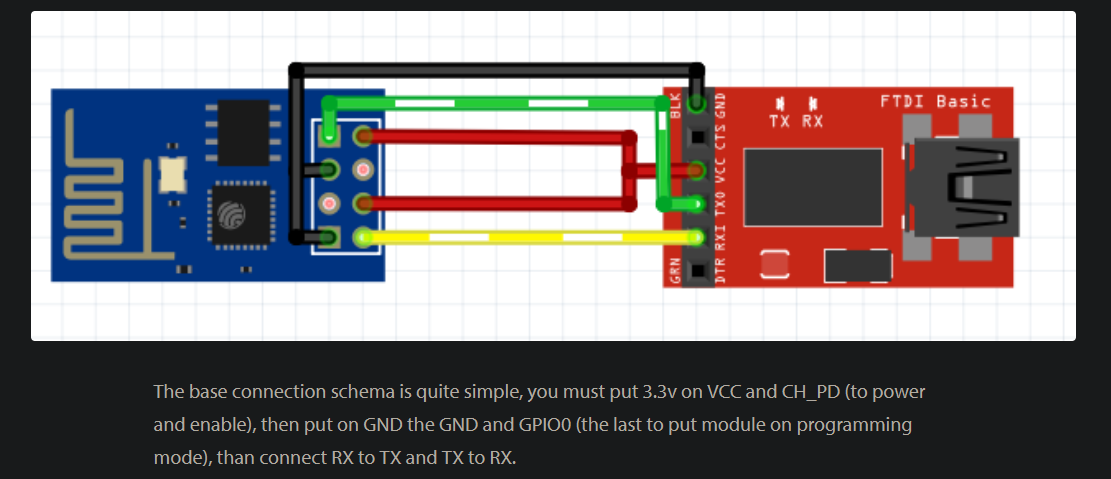 BLK
GND
CTS
VCC
TXO
RXI
DTR
GRN
TX RX
FTDI Basic
The base connection schema is quite simple, you must put 3.3v on VCC and CH_PD (to power
and enable), then put on GND the GND and GPIO0 (the last to put module on programming
mode), than connect RX to TX and TX to RX.